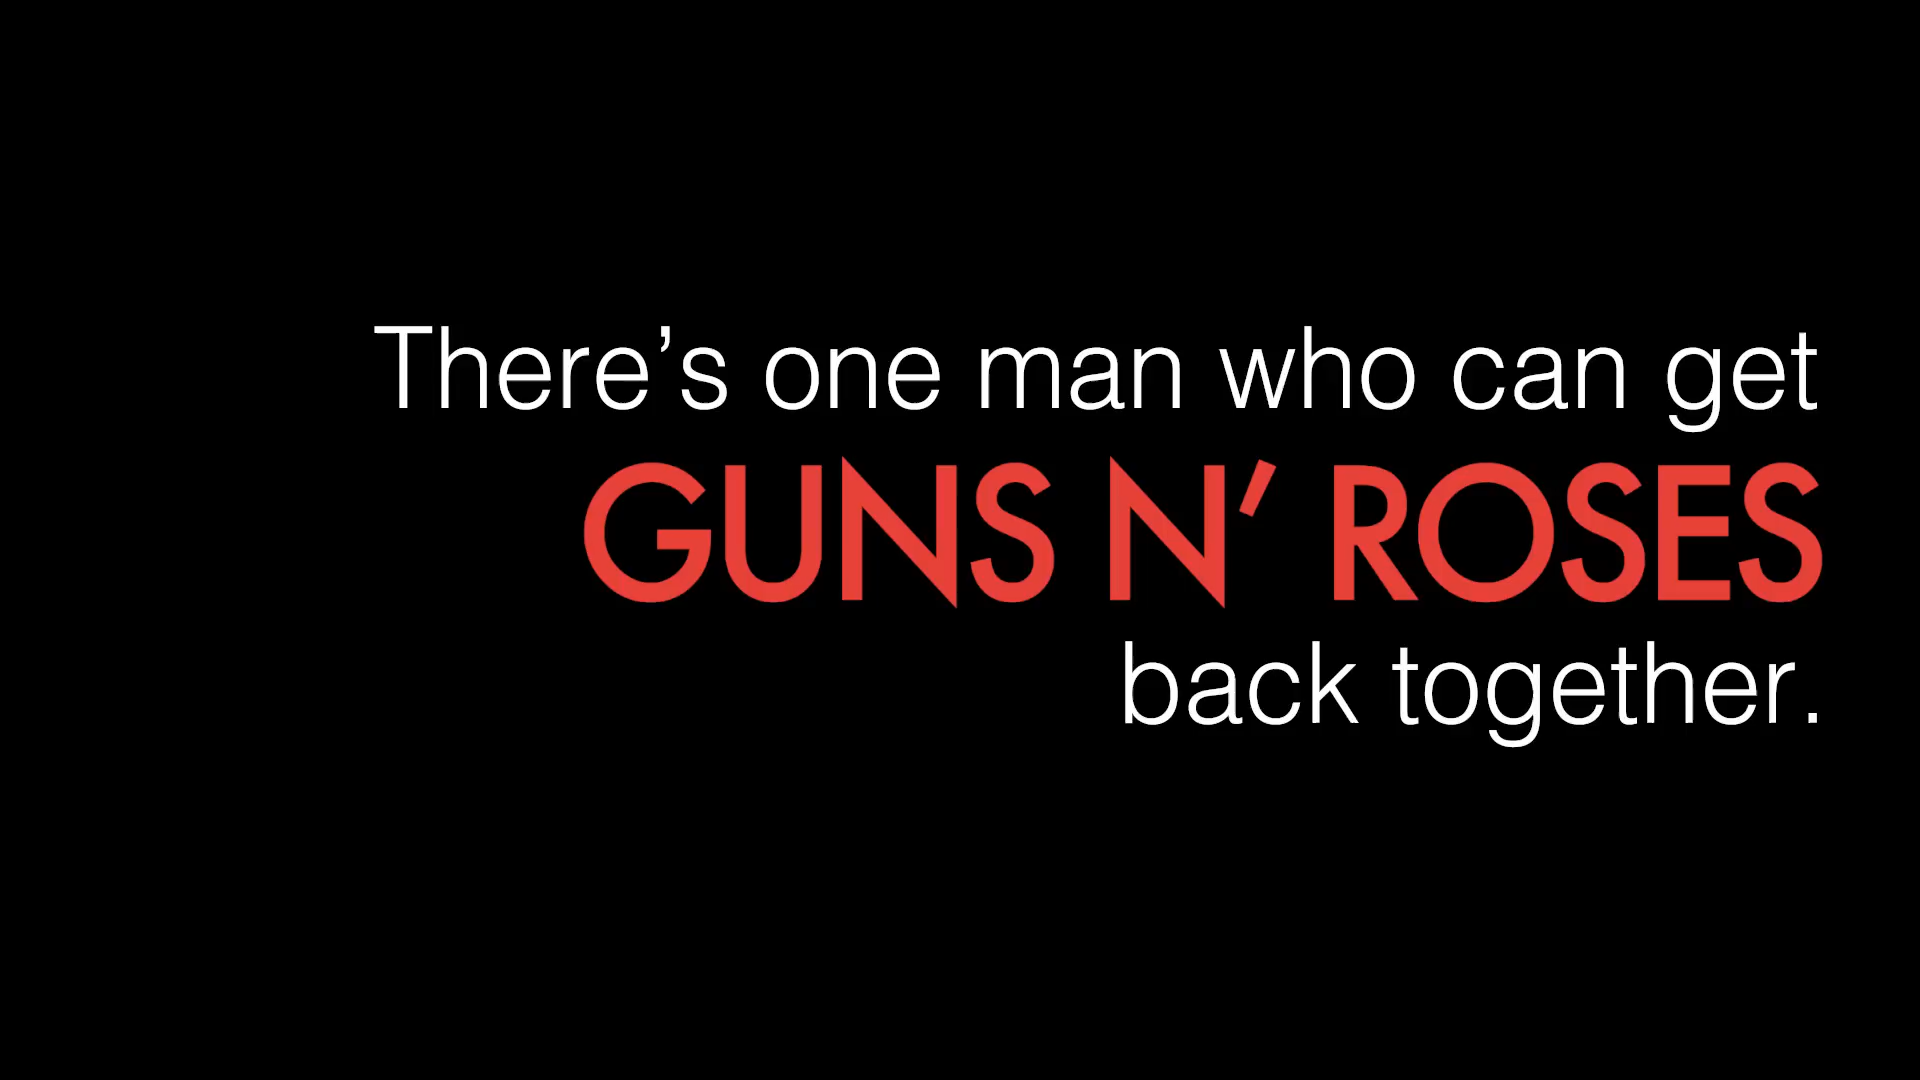 There’s one man who can get
GUNS N’ ROSES
back together.